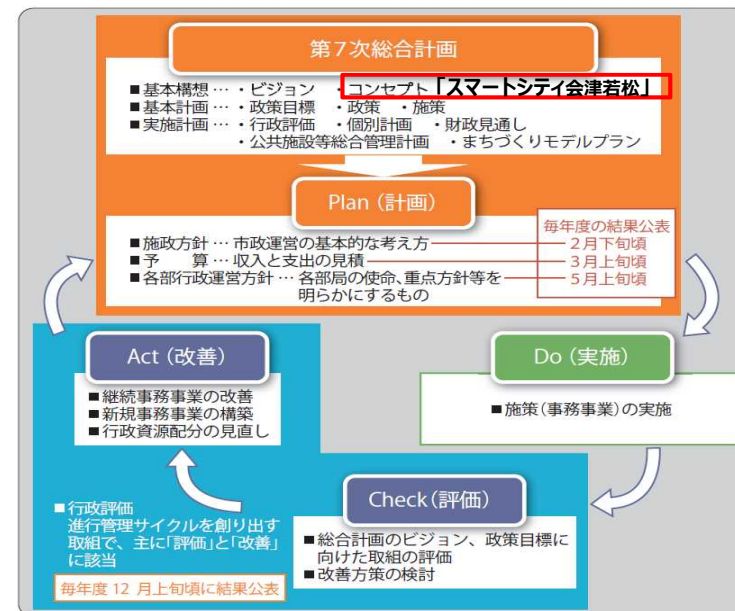 第7次総合計画
■基本構想… ・ビジョン ・コンセプト「スマートシティ会津若松」
■基本計画… ・政策目標 ・政策 ・施策
■実施計画… ・行政評価 ・個別計画 ・財政見通し
・公共施設等総合管理計画 ・まちづくりモデルプラン
Plan（計画）
毎年度の結果公表
■施政方針… 市政運営の基本的な考え方 2月下旬頃
■予 算… 収入と支出の見積 3月上旬頃
■各部行政運営方針… 各部局の使命、重点方針等を 5月上旬頃
明らかにするもの
Act（改善）
■継続事務事業の改善
■新規事務事業の構築
■行政資源配分の見直し
Do（実施）
■施策（事務事業）の実施
Check（評価）
■総合計画のビジョン、政策目標に
向けた取組の評価
■改善方策の検討
■行政評価
進行管理サイクルを創り出す
取組で、主に「評価」と「改善」
に該当
毎年度 12 月上旬頃に結果公表